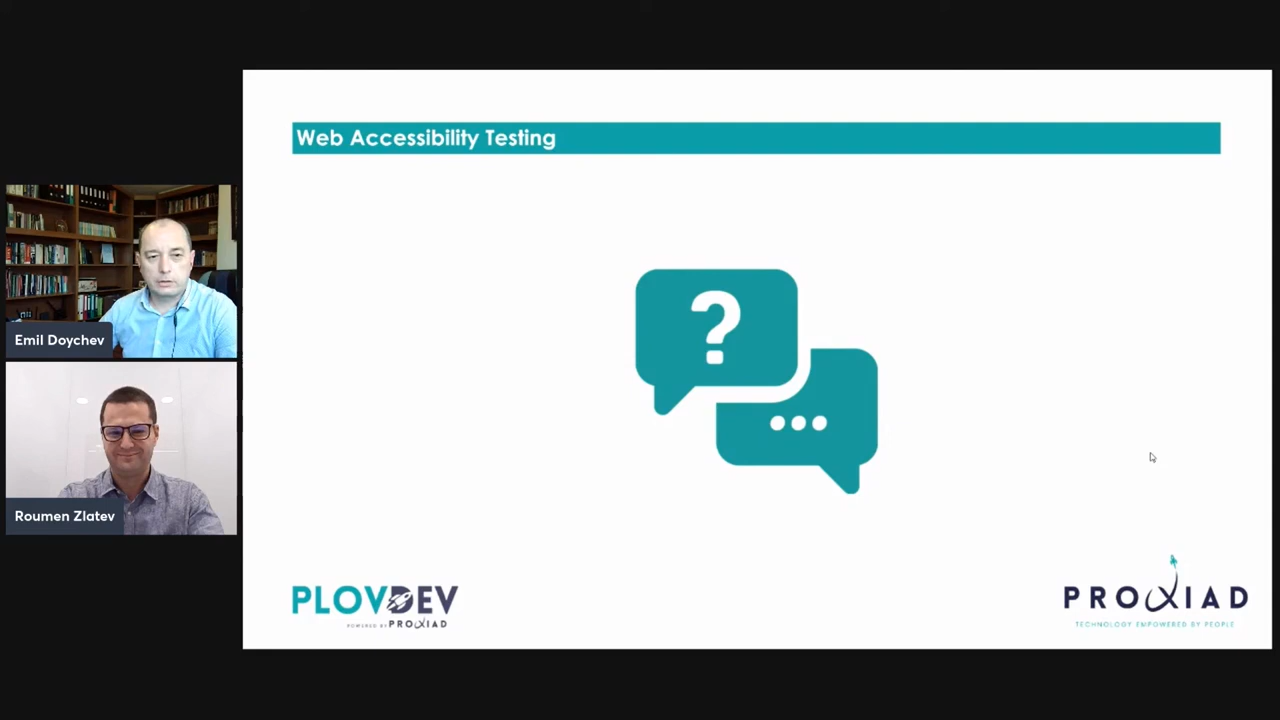 Web Accessibility Testing
?
Emil Doychev
Roumen Zlatev
PLOVDEV
POWERED BY PROXIAD
PROXIAD
TECHNOLOGY EMPOWERED BY PEOPLE